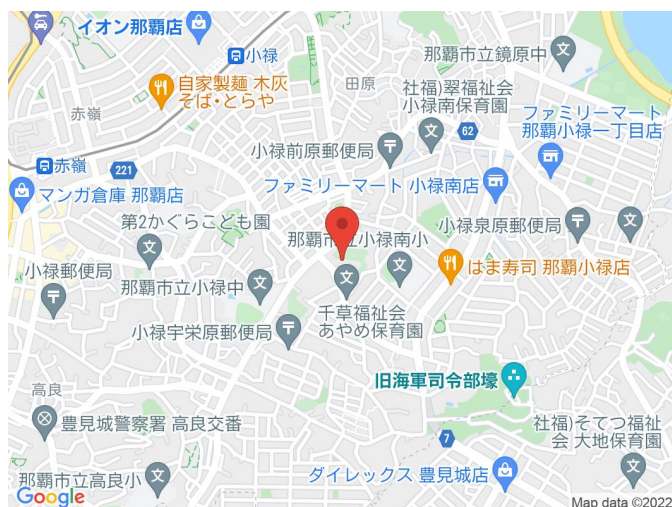 イオン那覇店
小禄
那覇市立鏡原中
自家製麺 木灰
そば・とらや
田原
社福)翠福祉会
小禄南保育園
赤嶺
ファミリーマート
那覇小禄一丁目店
62
小禄前原郵便局
赤嶺
221
マンガ倉庫 那覇店
ファミリーマート 小禄南店
第2かぐらこども園
小禄泉原郵便局
那覇市立小禄南小
はま寿司 那覇小禄店
小禄郵便局
那覇市立小禄中
千草福祉会
あやめ保育園
小禄宇栄原郵便局
旧海軍司令部壕
高良
豊見城警察署 高良交番
7
社福)そてつ福祉
会 大地保育園
那覇市立高良小
ダイレックス 豊見城店
Google
Map data ©2022